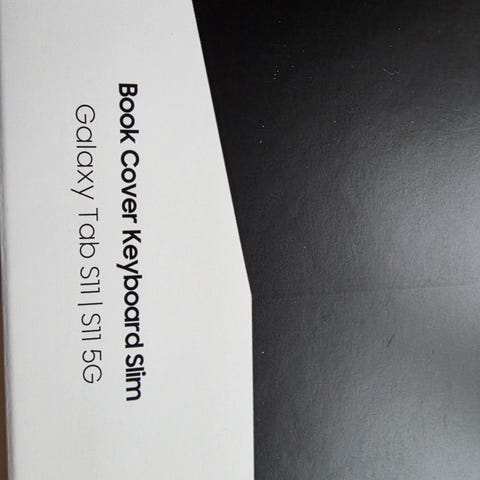 Book Cover Keyboard Slim
Galaxy Tab S11 | S11 5G